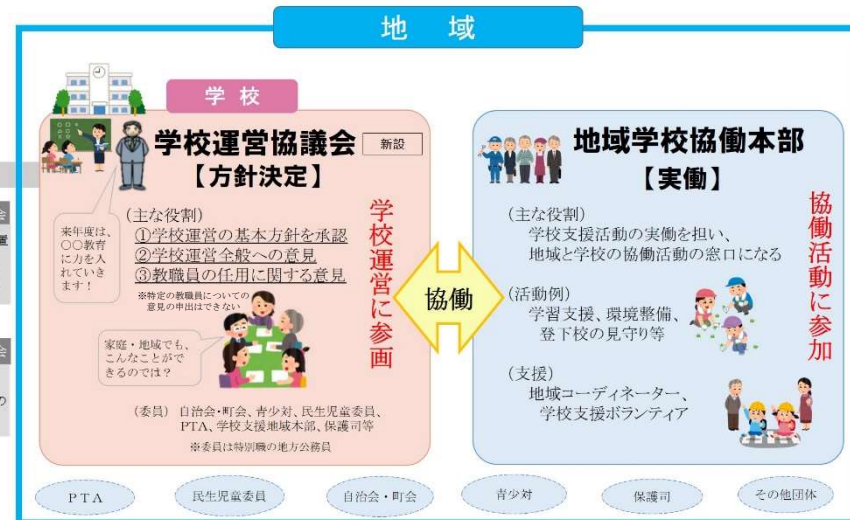 地 域
学 校
学校運営協議会 新設
【方針決定】
来年度は、
○○教育
に力を入
れていき
ます！
（主な役割）
①学校運営の基本方針を承認
②学校運営全般への意見
③教職員の任用に関する意見
※特定の教職員についての
意見の申出はできない
家庭・地域でも、
こんなことがで
きるのでは？
（委員） 自治会・町会、青少対、民生児童委員、
PTA、学校支援地域本部、保護司等
※委員は特別職の地方公務員
学校運営に参画
協働
地域学校協働本部
【実働】
（主な役割）
学校支援活動の実働を担い、
地域と学校の協働活動の窓口になる
（活動例）
学習支援、環境整備、
登下校の見守り等
（支援）
地域コーディネーター、
学校支援ボランティア
協働活動に参加
PTA
民生児童委員
自治会・町会
青少対
保護司
その他団体
会
置
会
の